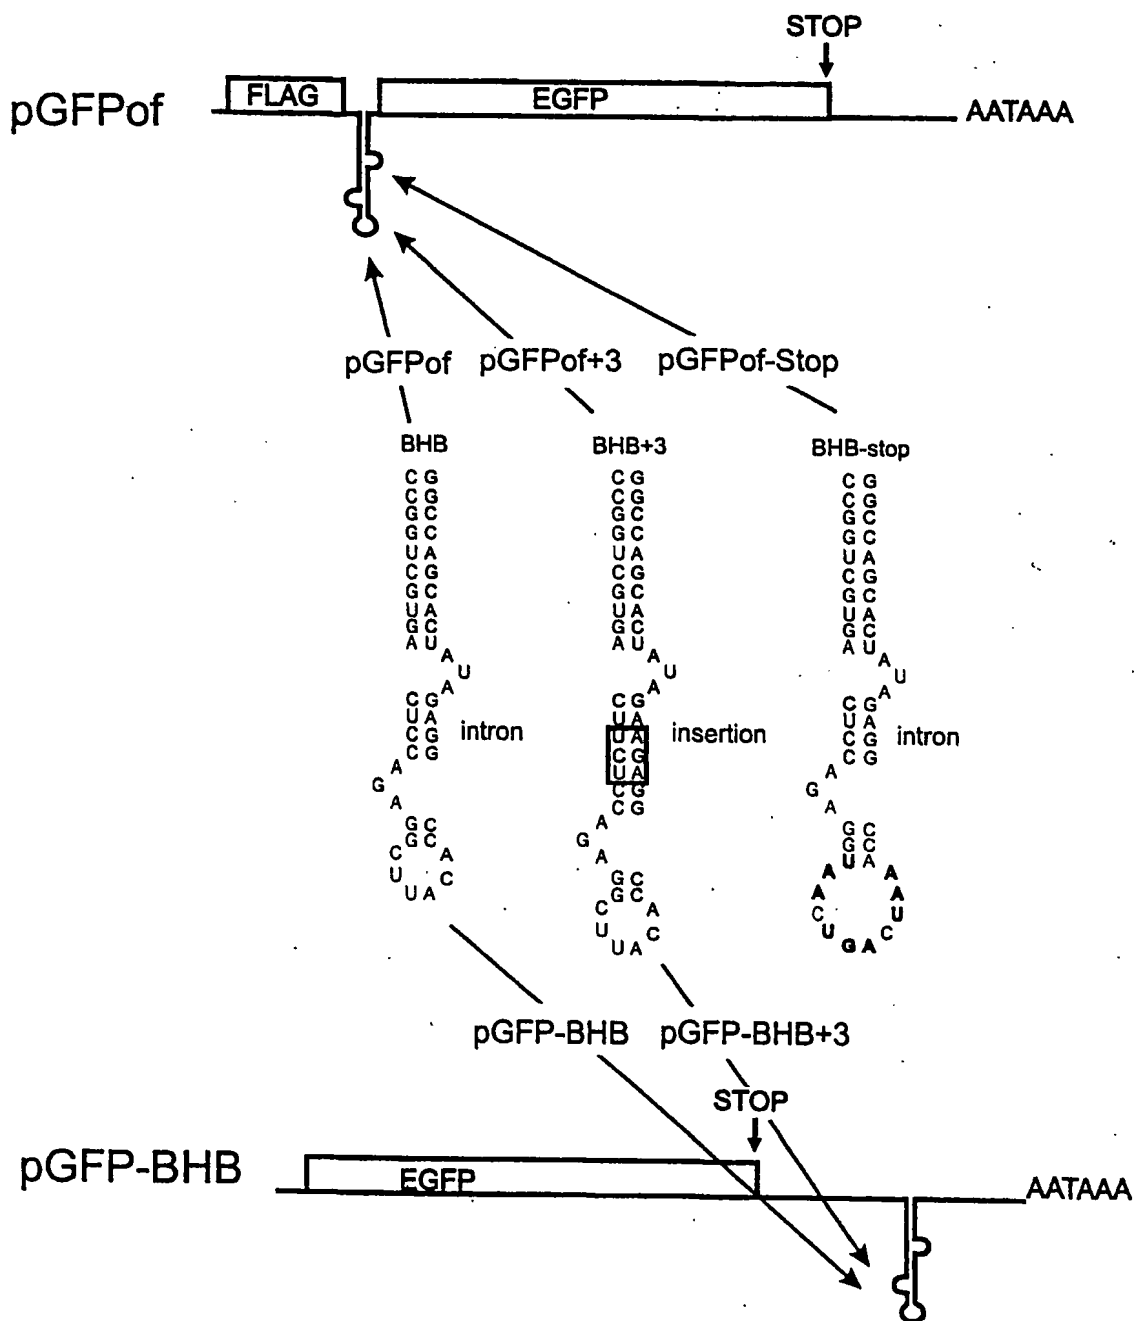 STOP
pGFPof
FLAG
EGFP
AATAAA
pGFPof pGFPof+3 pGFPof-Stop
BHB
C G
C G
G C
G C
U A
C G
G C
U A
G C
A U
A
U
A
C G
U A
C G
C G
intron
A
G
A
G C
G C
C A
U C
U U A
BHB+3
C G
C G
G C
G C
U A
C G
G C
U A
G C
A U
A
U
A
C G
U A
U A
C G
U A
C G
C G
insertion
A
G
A
G C
G C
C A
U C
U U A
BHB-stop
C G
C G
G C
G C
U A
C G
G C
U A
G C
A U
A
U
A
C G
U A
C G
C G
intron
A
G
A
G C
G C
U A
A A
A A
C U
U C
G A
pGFP-BHB pGFP-BHB+3
STOP
pGFP-BHB
EGFP
AATAAA